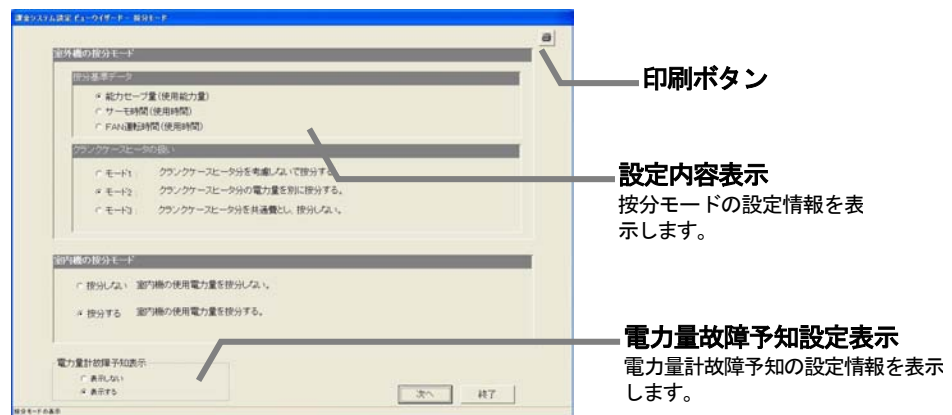 課金システム設定ビューウィザード - 按分モード
室外機の按分モード
按分基準データ
能力セーブ量(使用能力量)
サーモ時間(使用時間)
FAN運転時間(使用時間)
クランクケースヒータの扱い
モード1: クランクケースヒータ分を考慮しないで按分する。
モード2: クランクケースヒータ分の電力量を別に按分する。
モード3: クランクケースヒータ分を共通費とし、按分しない。
室内機の按分モード
按分しない 室内機の使用電力量を按分しない。
按分する 室内機の使用電力量を按分する。
電力量計故障予知表示
表示しない
表示する
次へ 終了
按分モードの表示
印刷ボタン
設定内容表示
按分モードの設定情報を表
示します。
電力量故障予知設定表示
電力量計故障予知の設定情報を表示
します。